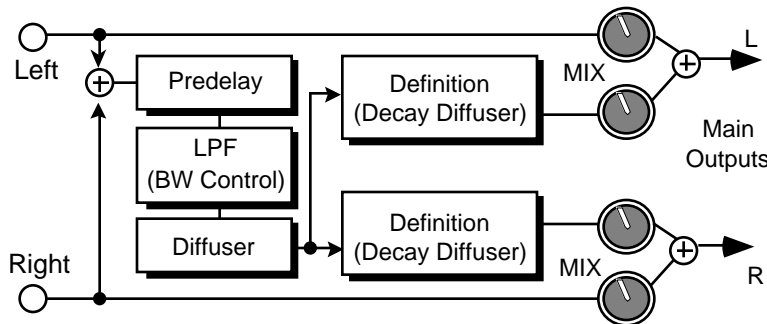 Left
Predelay
LPF
(BW Control)
Diffuser
Definition
(Decay Diffuser)
MIX
L
Main
Outputs
Right
Definition
(Decay Diffuser)
MIX
R